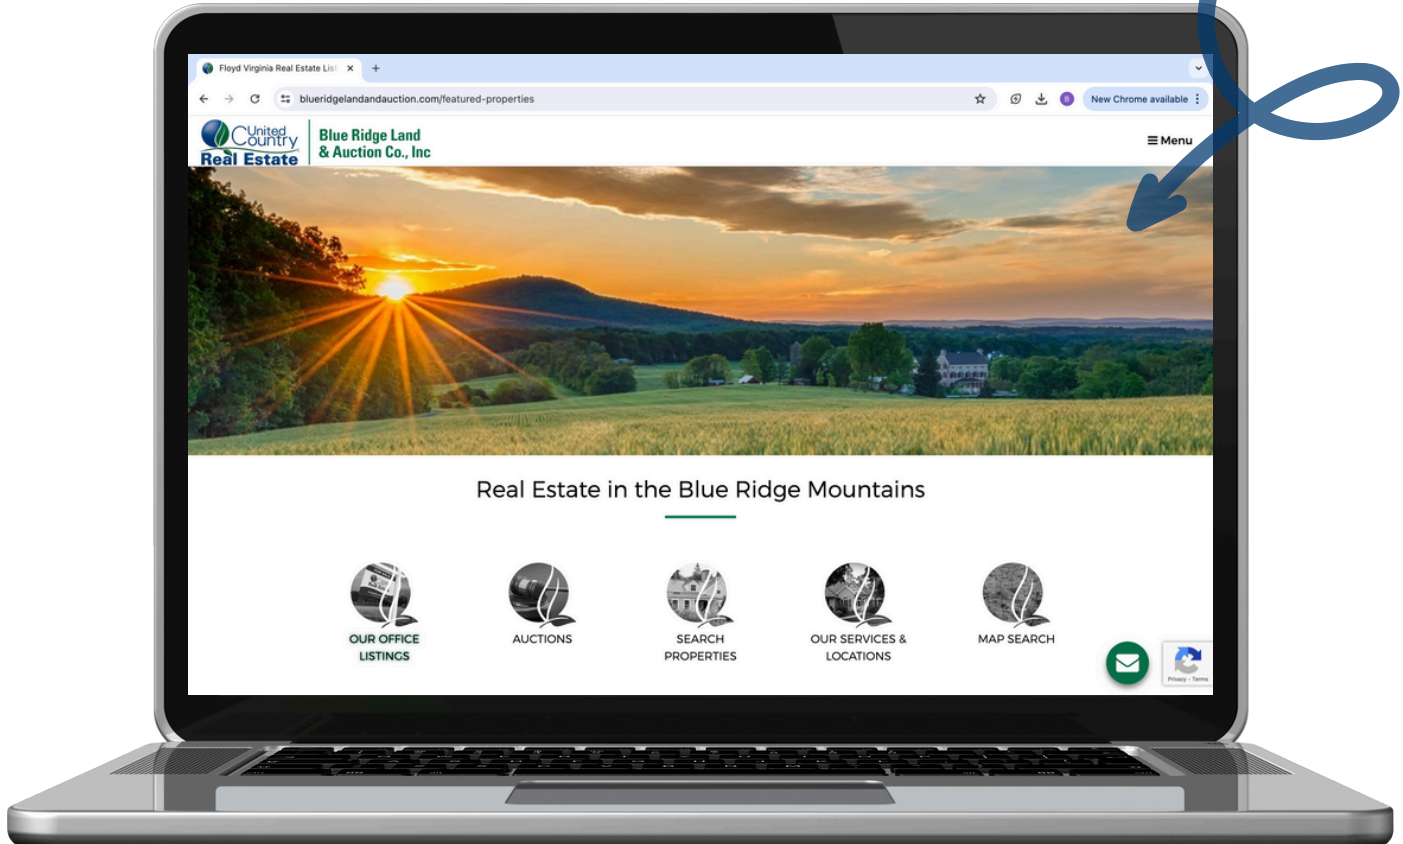 Floyd Virginia Real Estate List
blueridgelandandauction.com/featured-properties
B
New Chrome available
United
Country
Real Estate
Blue Ridge Land
& Auction Co., Inc
Menu
Real Estate in the Blue Ridge Mountains
OUR OFFICE
LISTINGS
AUCTIONS
SEARCH
PROPERTIES
OUR SERVICES &
LOCATIONS
MAP SEARCH
Privacy - Terms